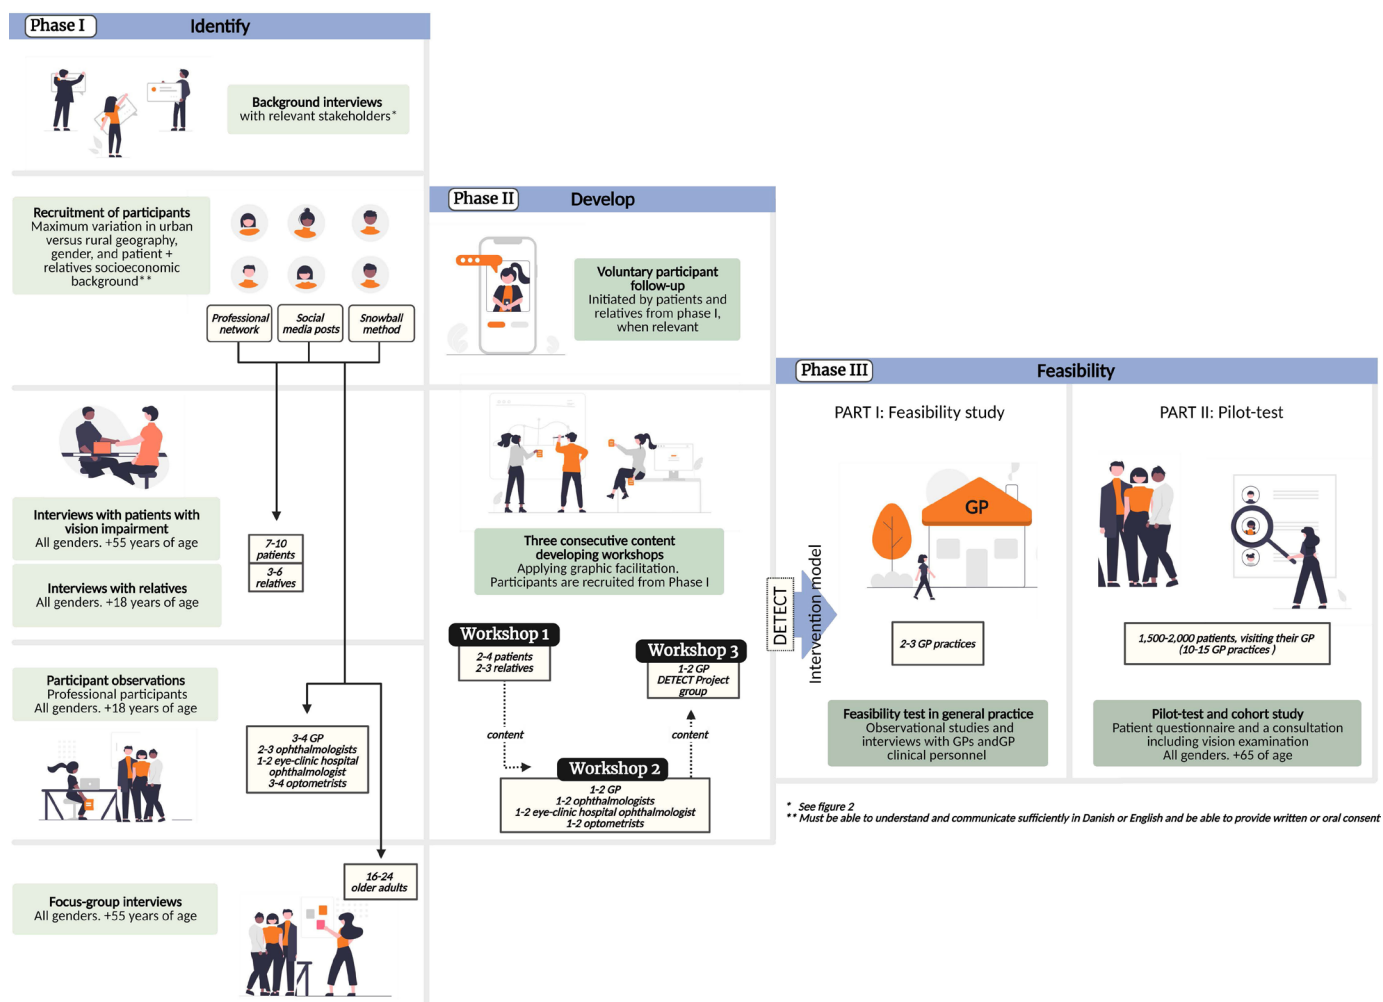 Phase I
Identify
Background interviews
with relevant stakeholders*
Recruitment of participants
Maximum variation in urban
versus rural geography,
gender, and patient +
relatives socioeconomic
background**
Professional
network
Social
media posts
Snowball
method
Interviews with patients with
vision impairment
All genders. +55 years of age
Interviews with relatives
All genders. +18 years of age
7-10
patients
3-6
relatives
Participant observations
Professional participants
All genders. +18 years of age
3-4 GP
2-3 ophthalmologists
1-2 eye-clinic hospital
ophthalmologist
3-4 optometrists
16-24
older adults
Focus-group interviews
All genders. +55 years of age
Phase II
Develop
Voluntary participant
follow-up
Initiated by patients and
relatives from phase I,
when relevant
Three consecutive content
developing workshops
Applying graphic facilitation.
Participants are recruited from Phase I
Workshop 1
2-4 patients
2-3 relatives
content
Workshop 2
1-2 GP
1-2 ophthalmologists
1-2 eye-clinic hospital ophthalmologist
1-2 optometrists
content
Workshop 3
1-2 GP
DETECT Project
group
DETECT
Intervention model
Phase III
Feasibility
PART I: Feasibility study
GP
2-3 GP practices
Feasibility test in general practice
Observational studies and
interviews with GPs andGP
clinical personnel
PART II: Pilot-test
1,500-2,000 patients, visiting their GP
(10-15 GP practices )
Pilot-test and cohort study
Patient questionnaire and a consultation
including vision examination
All genders. +65 of age
* See figure 2
** Must be able to understand and communicate sufficiently in Danish or English and be able to provide written or oral consent